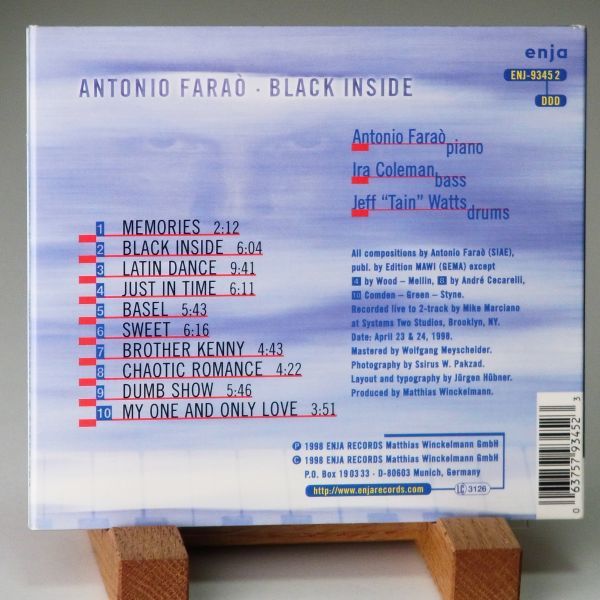 enja
ENJ-9345 2
DDD
ANTONIO FARAÒ · BLACK INSIDE
Antonio Faraò piano
Ira Coleman bass
Jeff "Tain" Watts drums
1 MEMORIES 2:12
2 BLACK INSIDE 6:04
3 LATIN DANCE 9:41
4 JUST IN TIME 6:11
5 BASEL 5:43
6 SWEET 6:16
7 BROTHER KENNY 4:43
8 CHAOTIC ROMANCE 4:22
9 DUMB SHOW 5:46
10 MY ONE AND ONLY LOVE 3:51
All compositions by Antonio Faraò (SIAE),
publ. by Edition MAWI (GEMA) except
4 by Wood – Mellin, 8 by André Cecarelli,
10 Comden – Green – Styne.
Recorded live to 2-track by Mike Marciano
at Systems Two Studios, Brooklyn, NY.
Date: April 23 & 24, 1998.
Mastered by Wolfgang Meyscheider.
Photography by Ssirus W. Pakzad.
Layout and typography by Jürgen Hübner.
Produced by Matthias Winckelmann.
℗ 1998 ENJA RECORDS Matthias Winckelmann GmbH
© 1998 ENJA RECORDS Matthias Winckelmann GmbH
P.O. Box 19 03 33 · D-80603 Munich, Germany
http://www.enjarecords.com
LC 3126
0 63757 93452 3